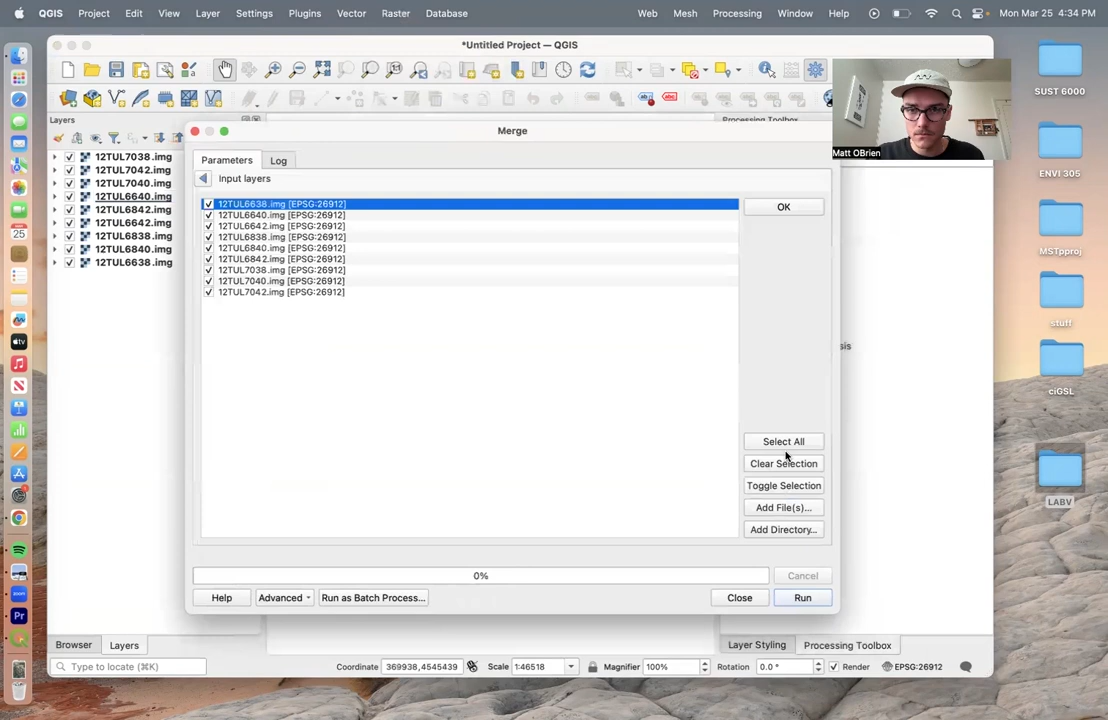 QGIS Project Edit View Layer Settings Plugins Vector Raster Database Web Mesh Processing Window Help Mon Mar 25 4:34 PM
*Untitled Project — QGIS
Layers
Processing Toolbox
Matt OBrien
SUST 6000
ENVI 305
MSTpproj
stuff
ciGSL
LABV
12TUL7038.img
12TUL7042.img
12TUL7040.img
12TUL6640.img
12TUL6842.img
12TUL6642.img
12TUL6838.img
12TUL6840.img
12TUL6638.img
Merge
Parameters Log
Input layers
12TUL6638.img [EPSG:26912]
12TUL6640.img [EPSG:26912]
12TUL6642.img [EPSG:26912]
12TUL6838.img [EPSG:26912]
12TUL6840.img [EPSG:26912]
12TUL6842.img [EPSG:26912]
12TUL7038.img [EPSG:26912]
12TUL7040.img [EPSG:26912]
12TUL7042.img [EPSG:26912]
OK
Select All
Clear Selection
Toggle Selection
Add File(s)...
Add Directory...
sis
0%
Cancel
Help Advanced Run as Batch Process... Close Run
Browser Layers
Layer Styling Processing Toolbox
Type to locate (⌘K) Coordinate 369938,4545439 Scale 1:46518 Magnifier 100% Rotation 0.0 ° Render EPSG:26912